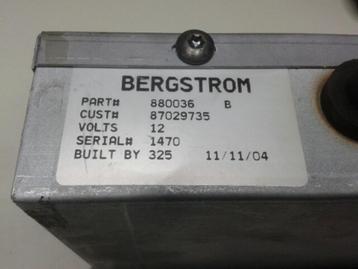 BERGSTROM
PART# 880036 B
CUST# 87029735
VOLTS 12
SERIAL# 1470
BUILT BY 325 11/11/04